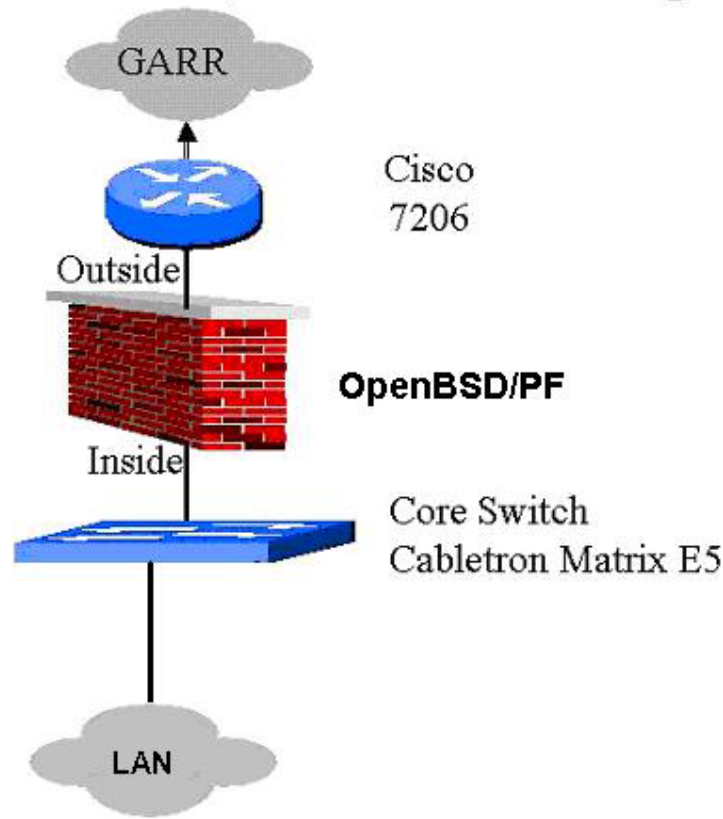 GARR
Cisco
7206
Outside
OpenBSD/PF
Inside
Core Switch
Cabletron Matrix E5
LAN